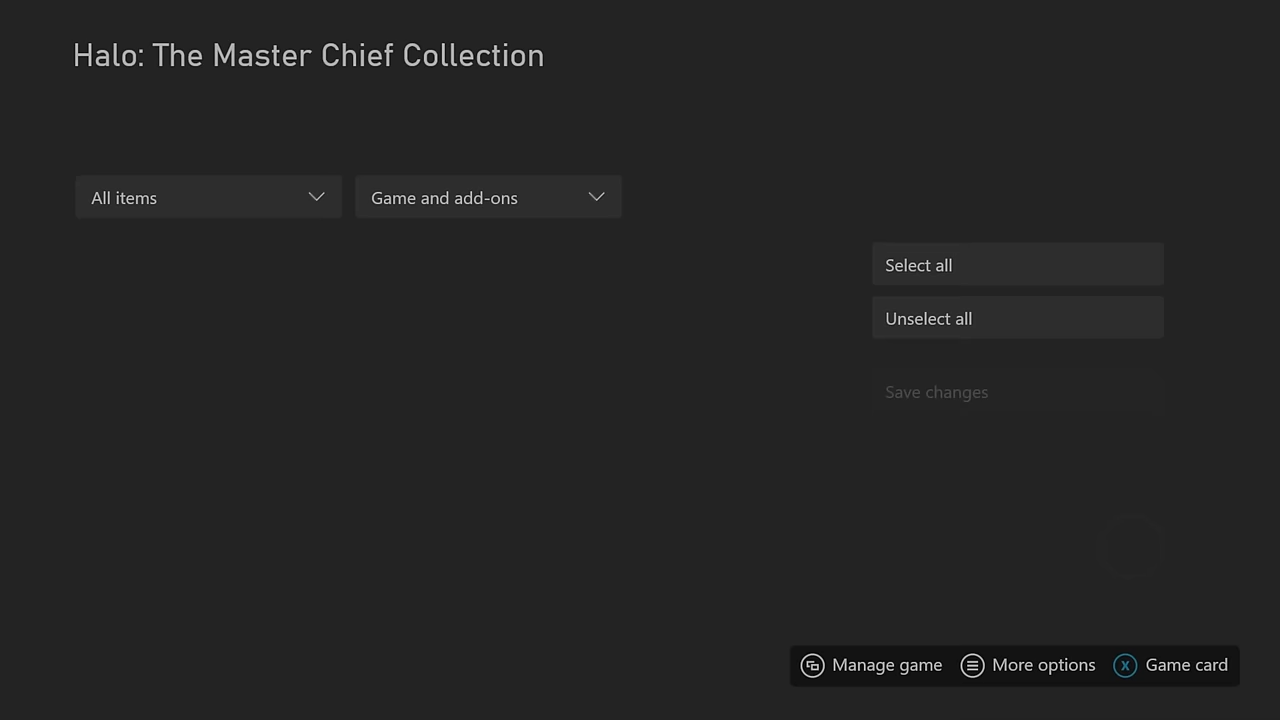 Halo: The Master Chief Collection
All items
Game and add-ons
Select all
Unselect all
Save changes
Manage game
More options
X
Game card